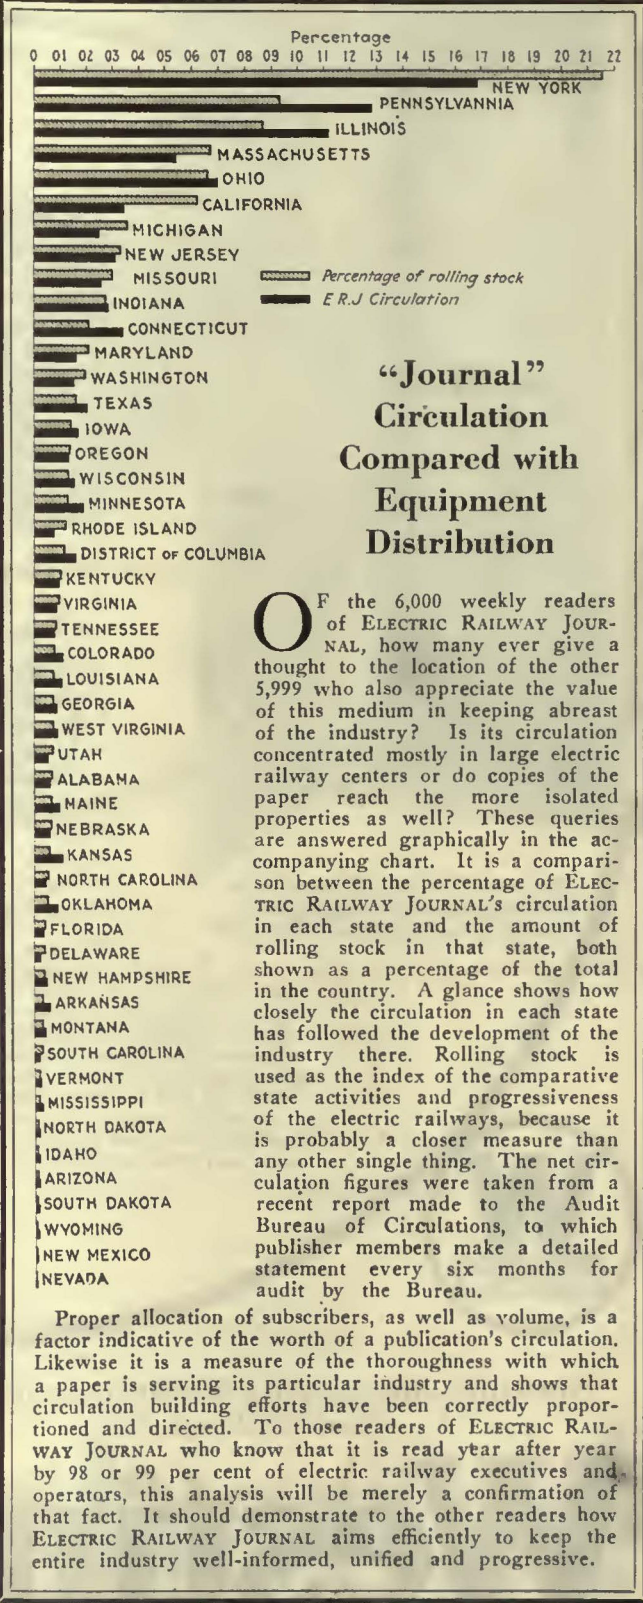 Percentage
0 01 02 03 04 05 06 07 08 09 10 11 12 13 14 15 16 17 18 19 20 21 22
NEW YORK
PENNSYLVANNIA
ILLINOIS
MASSACHUSETTS
OHIO
CALIFORNIA
MICHIGAN
NEW JERSEY
MISSOURI
INDIANA
CONNECTICUT
MARYLAND
WASHINGTON
TEXAS
IOWA
OREGON
WISCONSIN
MINNESOTA
RHODE ISLAND
DISTRICT OF COLUMBIA
KENTUCKY
VIRGINIA
TENNESSEE
COLORADO
LOUISIANA
GEORGIA
WEST VIRGINIA
UTAH
ALABAMA
MAINE
NEBRASKA
KANSAS
NORTH CAROLINA
OKLAHOMA
FLORIDA
DELAWARE
NEW HAMPSHIRE
ARKANSAS
MONTANA
SOUTH CAROLINA
VERMONT
MISSISSIPPI
NORTH DAKOTA
IDAHO
ARIZONA
SOUTH DAKOTA
WYOMING
NEW MEXICO
NEVADA
Percentage of rolling stock
E R.J Circulation
“Journal”
Circulation
Compared with
Equipment
Distribution
OF the 6,000 weekly readers
of ELECTRIC RAILWAY JOUR-
NAL, how many ever give a
thought to the location of the other
5,999 who also appreciate the value
of this medium in keeping abreast
of the industry? Is its circulation
concentrated mostly in large electric
railway centers or do copies of the
paper reach the more isolated
properties as well? These queries
are answered graphically in the ac-
companying chart. It is a compari-
son between the percentage of ELEC-
TRIC RAILWAY JOURNAL'S circulation
in each state and the amount of
rolling stock in that state, both
shown as a percentage of the total
in the country. A glance shows how
closely the circulation in each state
has followed the development of the
industry there. Rolling stock is
used as the index of the comparative
state activities and progressiveness
of the electric railways, because it
is probably a closer measure than
any other single thing. The net cir-
culation figures were taken from a
recent report made to the Audit
Bureau of Circulations, to which
publisher members make a detailed
statement every six months for
audit by the Bureau.
Proper allocation of subscribers, as well as volume, is a
factor indicative of the worth of a publication's circulation.
Likewise it is a measure of the thoroughness with which
a paper is serving its particular industry and shows that
circulation building efforts have been correctly propor-
tioned and directed. To those readers of ELECTRIC RAIL-
WAY JOURNAL who know that it is read year after year
by 98 or 99 per cent of electric railway executives and
operators, this analysis will be merely a confirmation of
that fact. It should demonstrate to the other readers how
ELECTRIC RAILWAY JOURNAL aims efficiently to keep the
entire industry well-informed, unified and progressive.